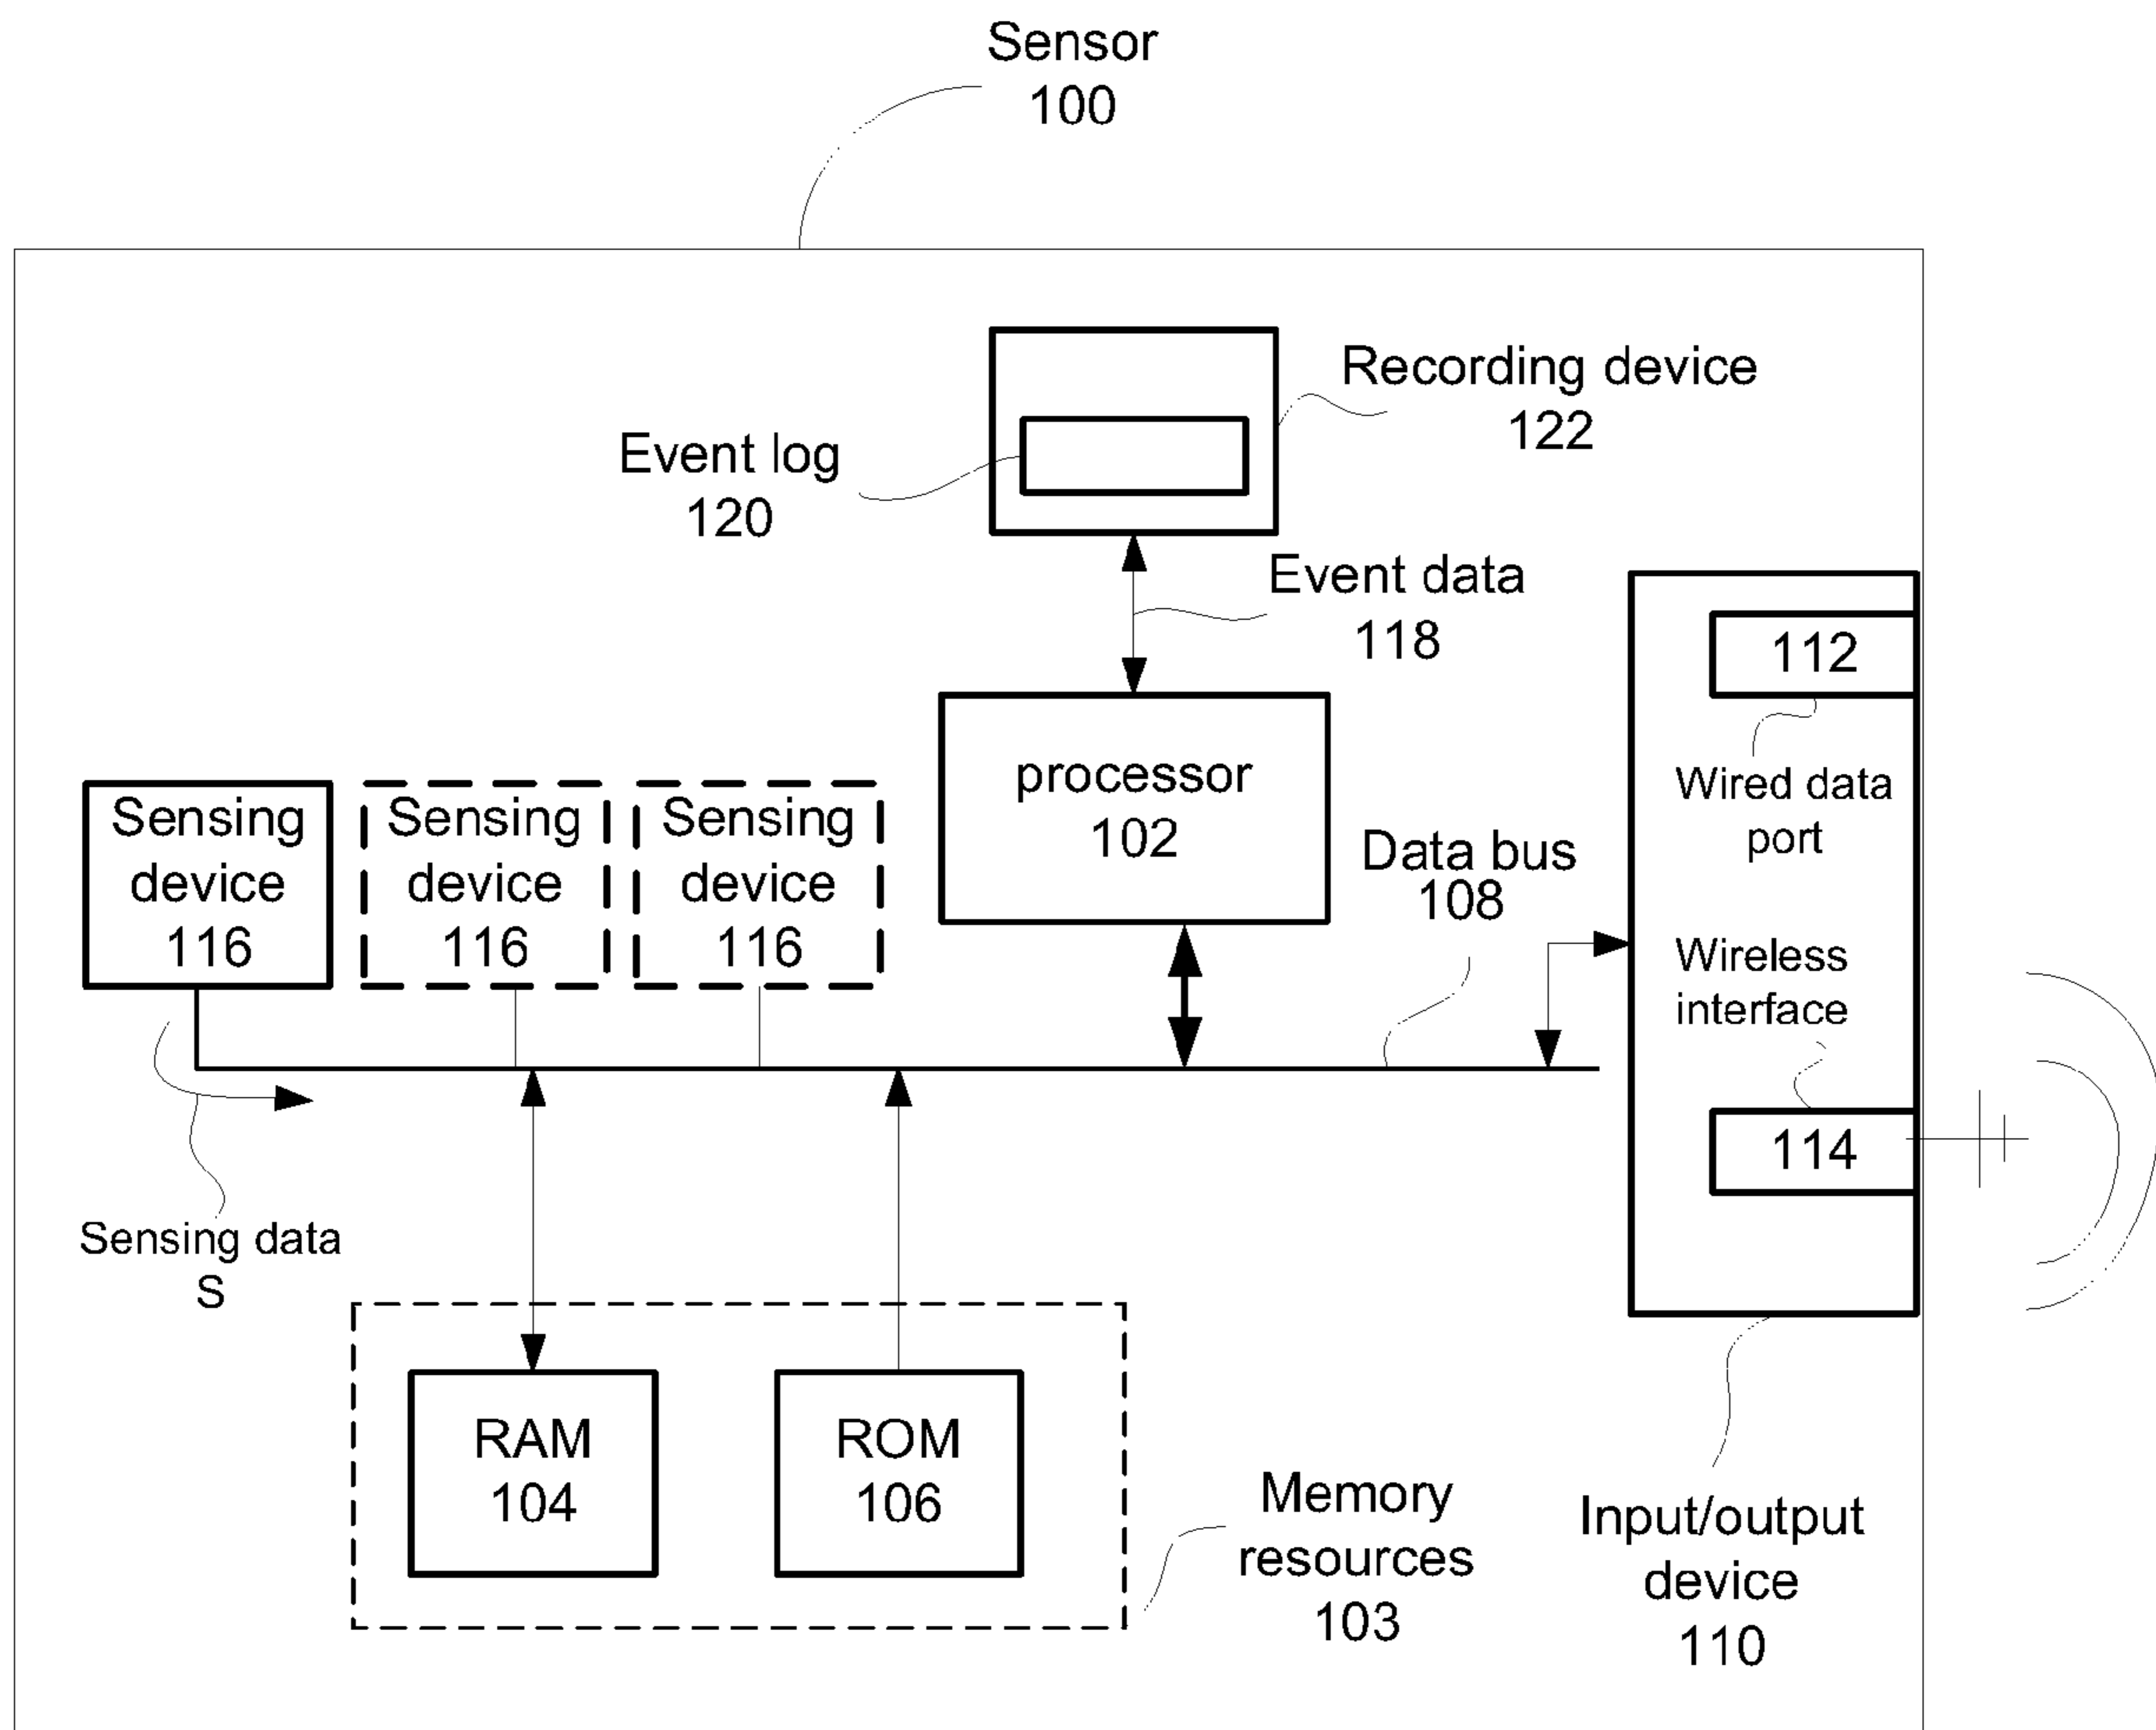 Sensor
100
Recording device
122
Event log
120
Event data
118
112
Wired data
port
processor
102
Sensing
device
116
Sensing
device
116
Sensing
device
116
Data bus
108
Wireless
interface
114
Sensing data
S
RAM
104
ROM
106
Memory
resources
103
Input/output
device
110